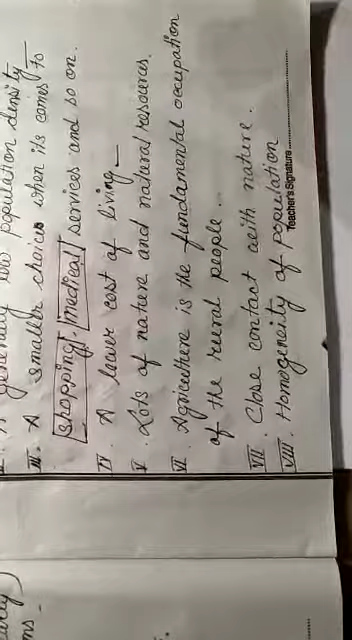 population density
III. A smaller choices when its comes to
shopping, medical services and so on.
IV. A lower cost of living
V. Lots of nature and natural resources.
VI. Agriculture is the fundamental occupation
of the rural people.
VII. Close contact with nature.
VIII. Homogeneity of population
Teacher's Signature
ms -